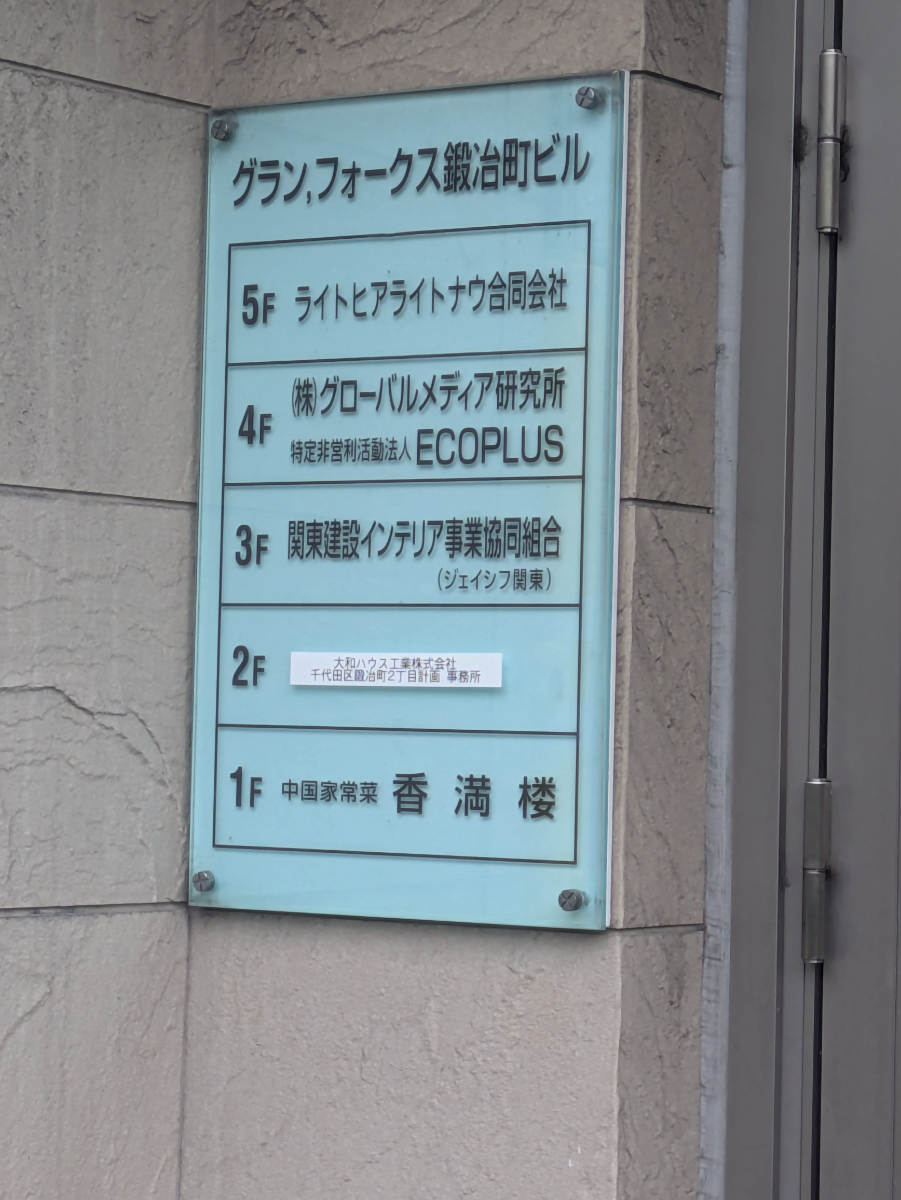 グラン,フォークス鍛冶町ビル
5F ライトヒアライトナウ合同会社
4F (株)グローバルメディア研究所
特定非営利活動法人 ECOPLUS
3F 関東建設インテリア事業協同組合
(ジェイシフ関東)
2F 大和ハウス工業株式会社
千代田区鍛冶町2丁目計画 事務所
1F 中国家常菜 香満楼